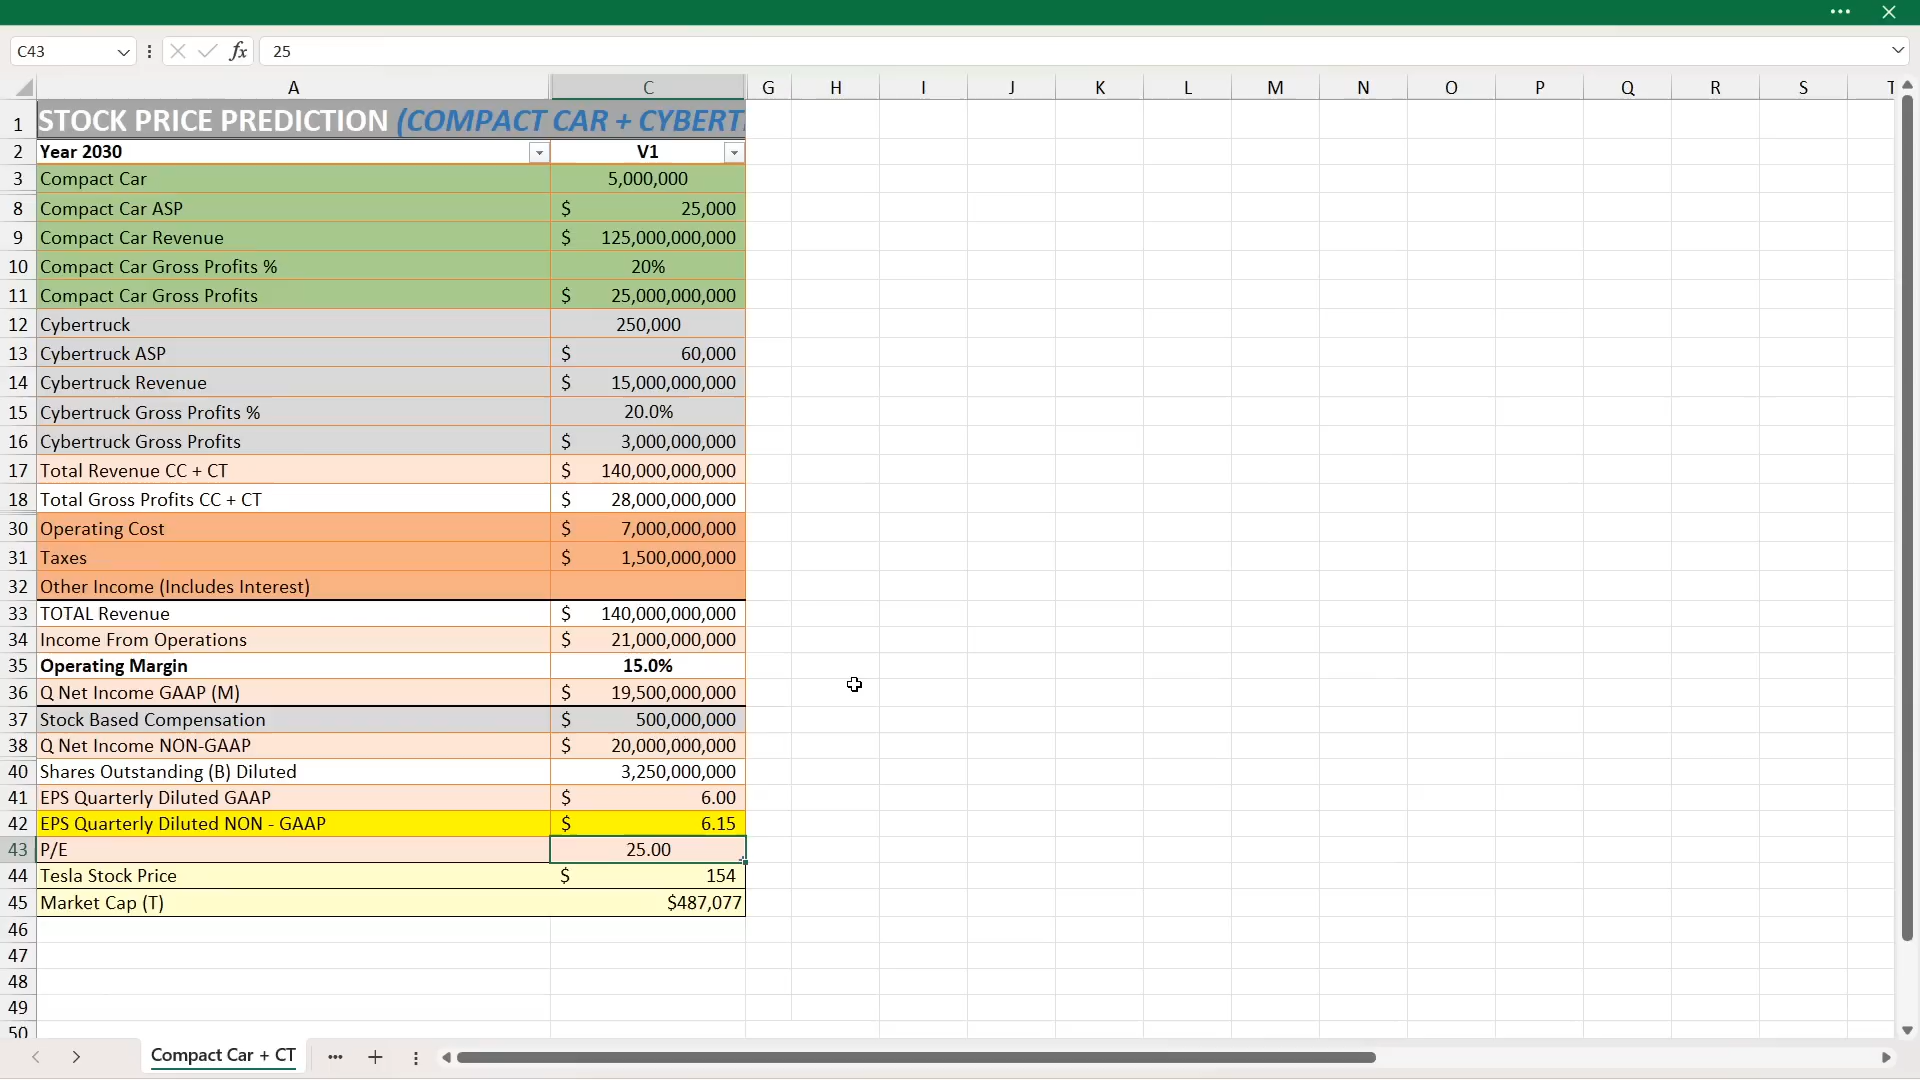 C43 fx 25
A C G H I J K L M N O P Q R S T
1 STOCK PRICE PREDICTION (COMPACT CAR + CYBERT
2 Year 2030 V1
3 Compact Car 5,000,000
8 Compact Car ASP $ 25,000
9 Compact Car Revenue $ 125,000,000,000
10 Compact Car Gross Profits % 20%
11 Compact Car Gross Profits $ 25,000,000,000
12 Cybertruck 250,000
13 Cybertruck ASP $ 60,000
14 Cybertruck Revenue $ 15,000,000,000
15 Cybertruck Gross Profits % 20.0%
16 Cybertruck Gross Profits $ 3,000,000,000
17 Total Revenue CC + CT $ 140,000,000,000
18 Total Gross Profits CC + CT $ 28,000,000,000
30 Operating Cost $ 7,000,000,000
31 Taxes $ 1,500,000,000
32 Other Income (Includes Interest)
33 TOTAL Revenue $ 140,000,000,000
34 Income From Operations $ 21,000,000,000
35 Operating Margin 15.0%
36 Q Net Income GAAP (M) $ 19,500,000,000
37 Stock Based Compensation $ 500,000,000
38 Q Net Income NON-GAAP $ 20,000,000,000
40 Shares Outstanding (B) Diluted 3,250,000,000
41 EPS Quarterly Diluted GAAP $ 6.00
42 EPS Quarterly Diluted NON - GAAP $ 6.15
43 P/E 25.00
44 Tesla Stock Price $ 154
45 Market Cap (T) $487,077
46
47
48
49
50
Compact Car + CT